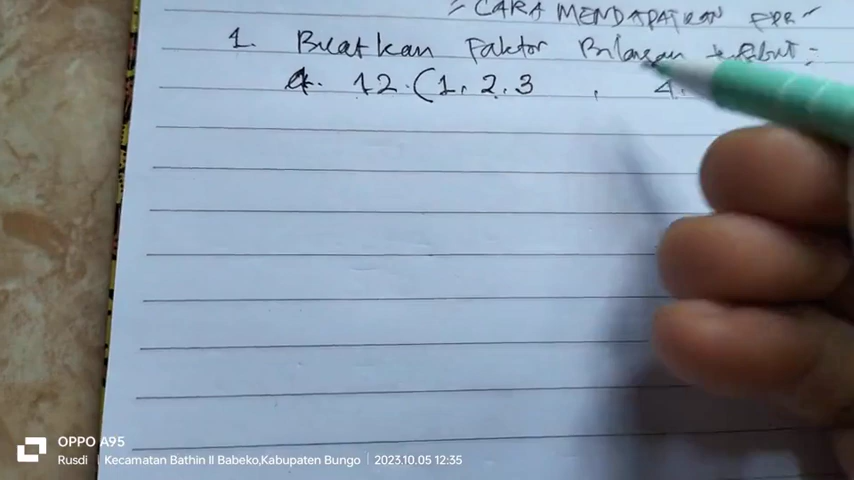 = CARA MENDAPATKAN FPB
1. Buatkan Faktor Bilangan tersebut:
a. 12. (1, 2, 3 , 4.
OPPO A95
Rusdi | Kecamatan Bathin II Babeko,Kabupaten Bungo | 2023.10.05 12:35